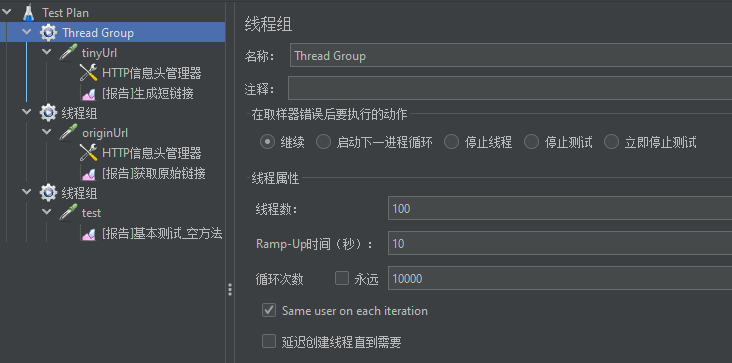 Test Plan
Thread Group
tinyUrl
HTTP信息头管理器
[报告]生成短链接
线程组
originUrl
HTTP信息头管理器
[报告]获取原始链接
线程组
test
[报告]基本测试_空方法
线程组
名称： Thread Group
注释：
在取样器错误后要执行的动作
继续 启动下一进程循环 停止线程 停止测试 立即停止测试
线程属性
线程数： 100
Ramp-Up时间（秒）： 10
循环次数 永远 10000
Same user on each iteration
延迟创建线程直到需要